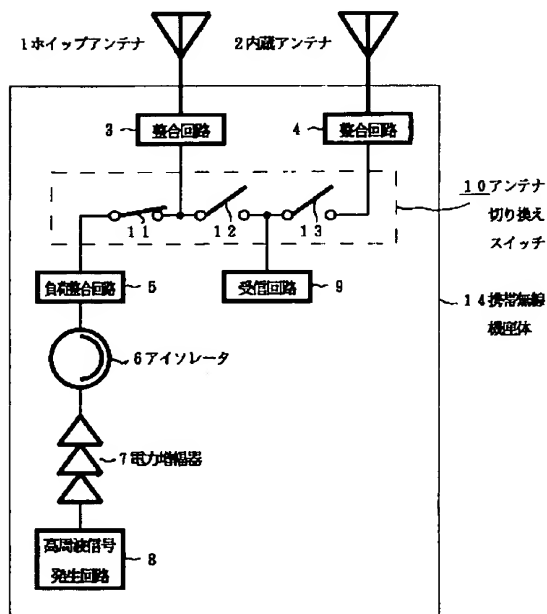 1ホイップアンテナ
2内蔵アンテナ
3
整合回路
4
整合回路
10アンテナ
切り換え
スイッチ
11
12
13
負荷整合回路
5
受信回路
9
14携帯無線
機座体
6アイソレータ
7電力増幅器
高周波信号
発生回路
8